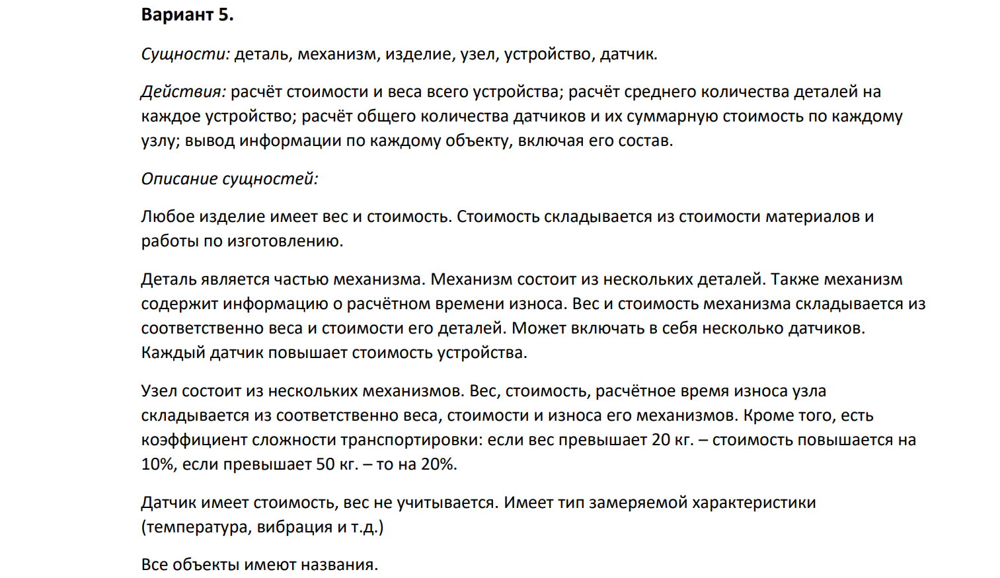 Вариант 5.
Сущности: деталь, механизм, изделие, узел, устройство, датчик.
Действия: расчёт стоимости и веса всего устройства; расчёт среднего количества деталей на
каждое устройство; расчёт общего количества датчиков и их суммарную стоимость по каждому
узлу; вывод информации по каждому объекту, включая его состав.
Описание сущностей:
Любое изделие имеет вес и стоимость. Стоимость складывается из стоимости материалов и
работы по изготовлению.
Деталь является частью механизма. Механизм состоит из нескольких деталей. Также механизм
содержит информацию о расчётном времени износа. Вес и стоимость механизма складывается из
соответственно веса и стоимости его деталей. Может включать в себя несколько датчиков.
Каждый датчик повышает стоимость устройства.
Узел состоит из нескольких механизмов. Вес, стоимость, расчётное время износа узла
складывается из соответственно веса, стоимости и износа его механизмов. Кроме того, есть
коэффициент сложности транспортировки: если вес превышает 20 кг. – стоимость повышается на
10%, если превышает 50 кг. – то на 20%.
Датчик имеет стоимость, вес не учитывается. Имеет тип замеряемой характеристики
(температура, вибрация и т.д.)
Все объекты имеют названия.